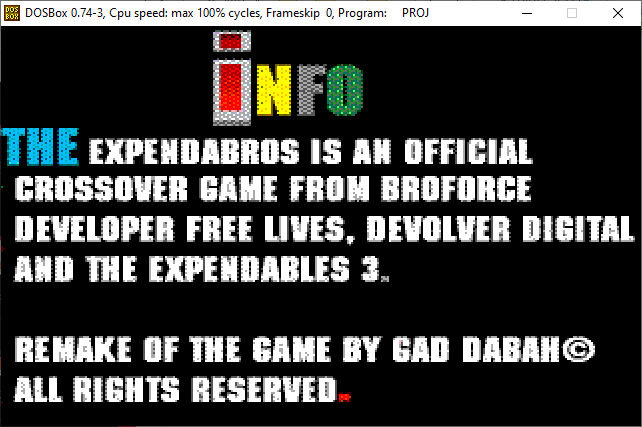 DOSBox 0.74-3, Cpu speed: max 100% cycles, Frameskip 0, Program: PROJ
iNFO
THE EXPENDABROS IS AN OFFICIAL
CROSSOVER GAME FROM BROFORCE
DEVELOPER FREE LIVES, DEVOLVER DIGITAL
AND THE EXPENDABLES 3.
REMAKE OF THE GAME BY GAD DABAH©
ALL RIGHTS RESERVED.